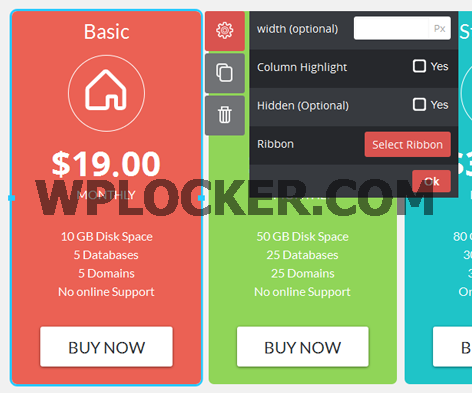 Basic
$19.00
MONTHLY
10 GB Disk Space
5 Databases
5 Domains
No online Support
BUY NOW
width (optional)
Px
Column Highlight
Yes
Hidden (Optional)
Yes
Ribbon
Select Ribbon
Ok
50 GB Disk Space
25 Databases
25 Domains
No online Support
BUY NOW
80
WPLOCKER.COM